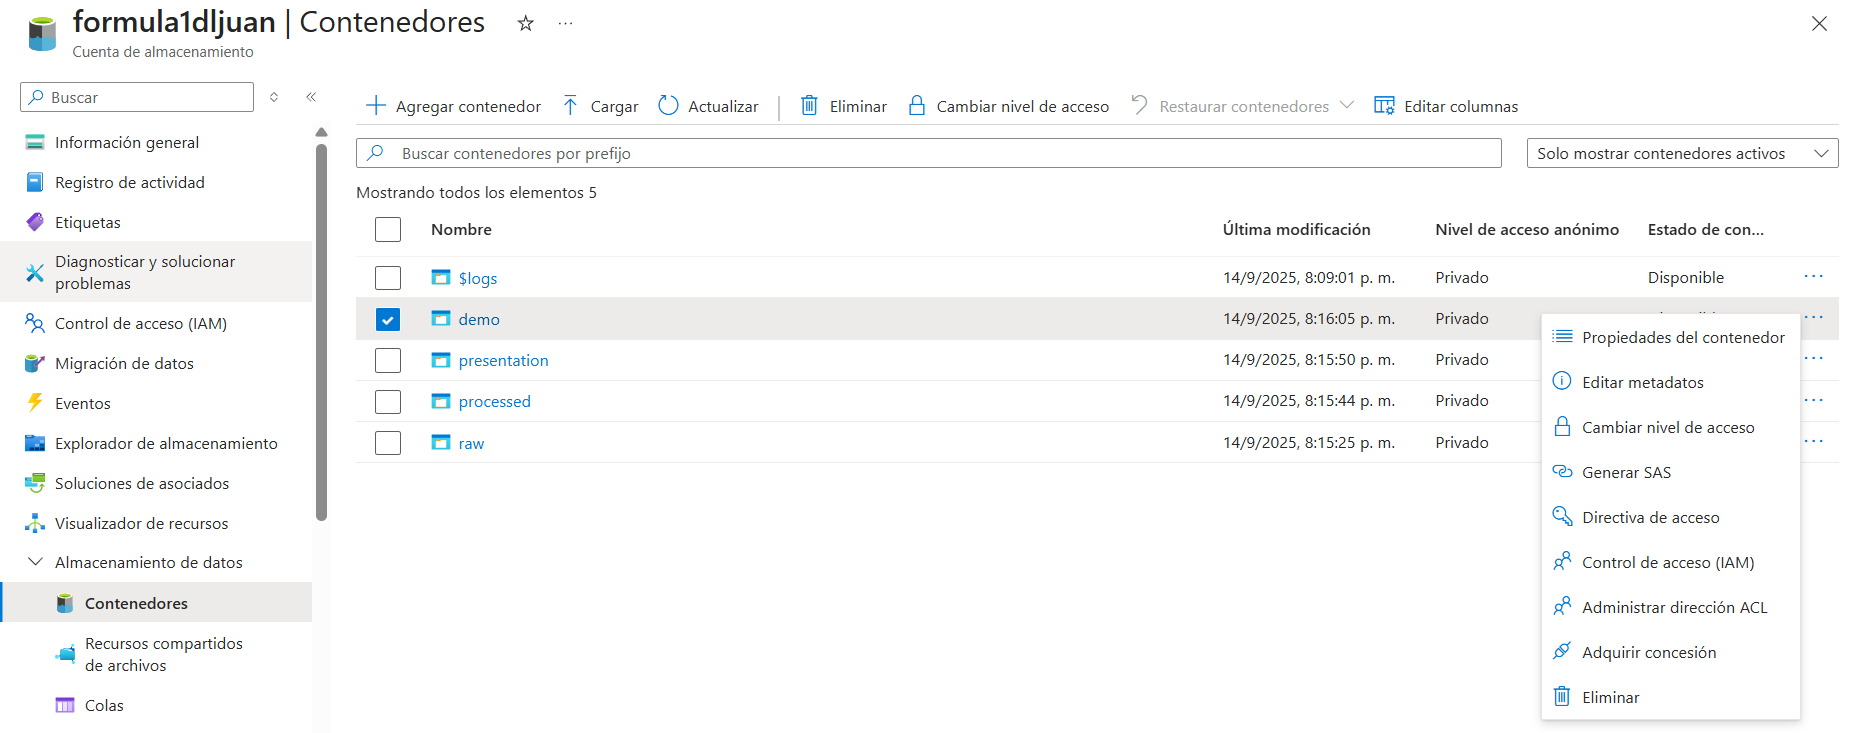 formula1dljuan | Contenedores
Cuenta de almacenamiento
Buscar
Información general
Registro de actividad
Etiquetas
Diagnosticar y solucionar
problemas
Control de acceso (IAM)
Migración de datos
Eventos
Explorador de almacenamiento
Soluciones de asociados
Visualizador de recursos
Almacenamiento de datos
Contenedores
Recursos compartidos
de archivos
Colas
Agregar contenedor Cargar Actualizar Eliminar Cambiar nivel de acceso Restaurar contenedores Editar columnas
Buscar contenedores por prefijo Solo mostrar contenedores activos
Mostrando todos los elementos 5
Nombre Última modificación Nivel de acceso anónimo Estado de con...
$logs 14/9/2025, 8:09:01 p. m. Privado Disponible
demo 14/9/2025, 8:16:05 p. m. Privado
presentation 14/9/2025, 8:15:50 p. m. Privado
processed 14/9/2025, 8:15:44 p. m. Privado
raw 14/9/2025, 8:15:25 p. m. Privado
Propiedades del contenedor
Editar metadatos
Cambiar nivel de acceso
Generar SAS
Directiva de acceso
Control de acceso (IAM)
Administrar dirección ACL
Adquirir concesión
Eliminar